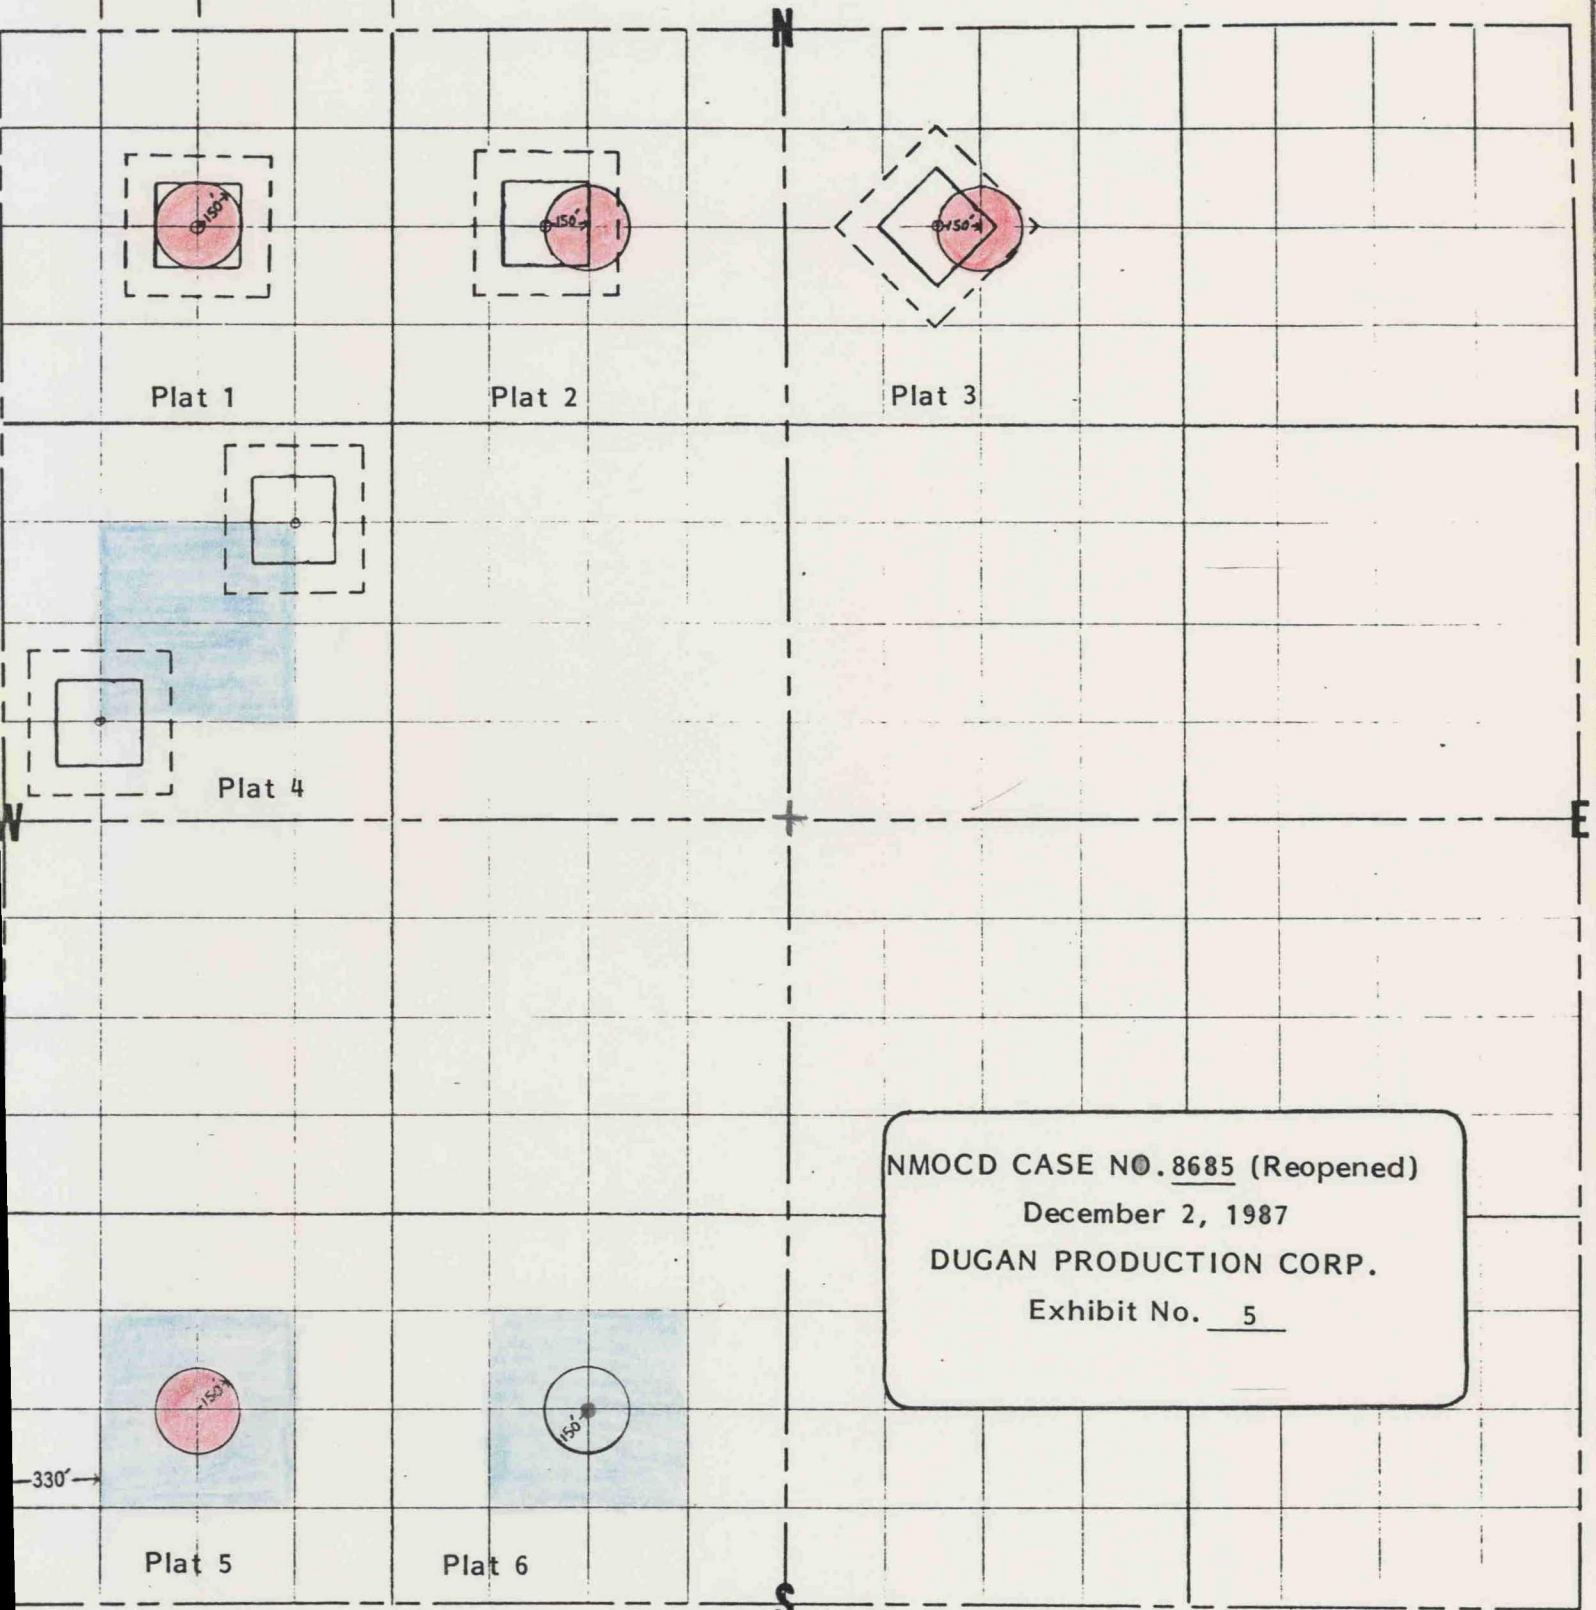 N
150'
150'
150'
Plat 1
Plat 2
Plat 3
Plat 4
W
E
NMOCD CASE NO. 8685 (Reopened)
December 2, 1987
DUGAN PRODUCTION CORP.
Exhibit No. 5
150'
150'
330'
Plat 5
Plat 6
S